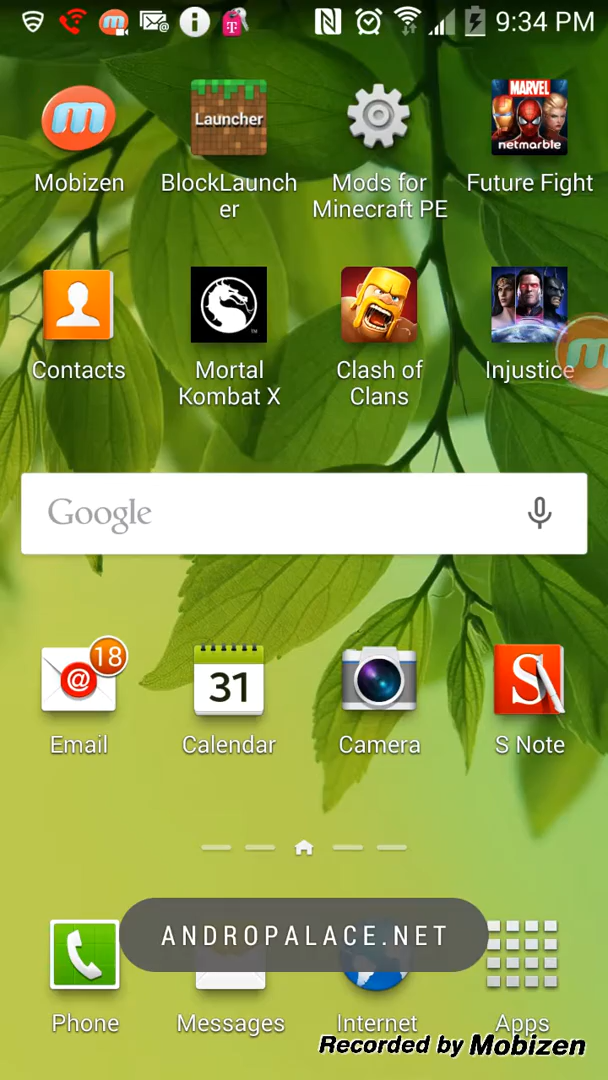 9:34 PM
Launcher
MARVEL
netmarble
Mobizen
BlockLaunch
er
Mods for
Minecraft PE
Future Fight
Contacts
Mortal
Kombat X
Clash of
Clans
Injustice
Google
18
@
31
S
Email
Calendar
Camera
S Note
ANDROPALACE.NET
Phone
Messages
Internet
Apps
Recorded by Mobizen